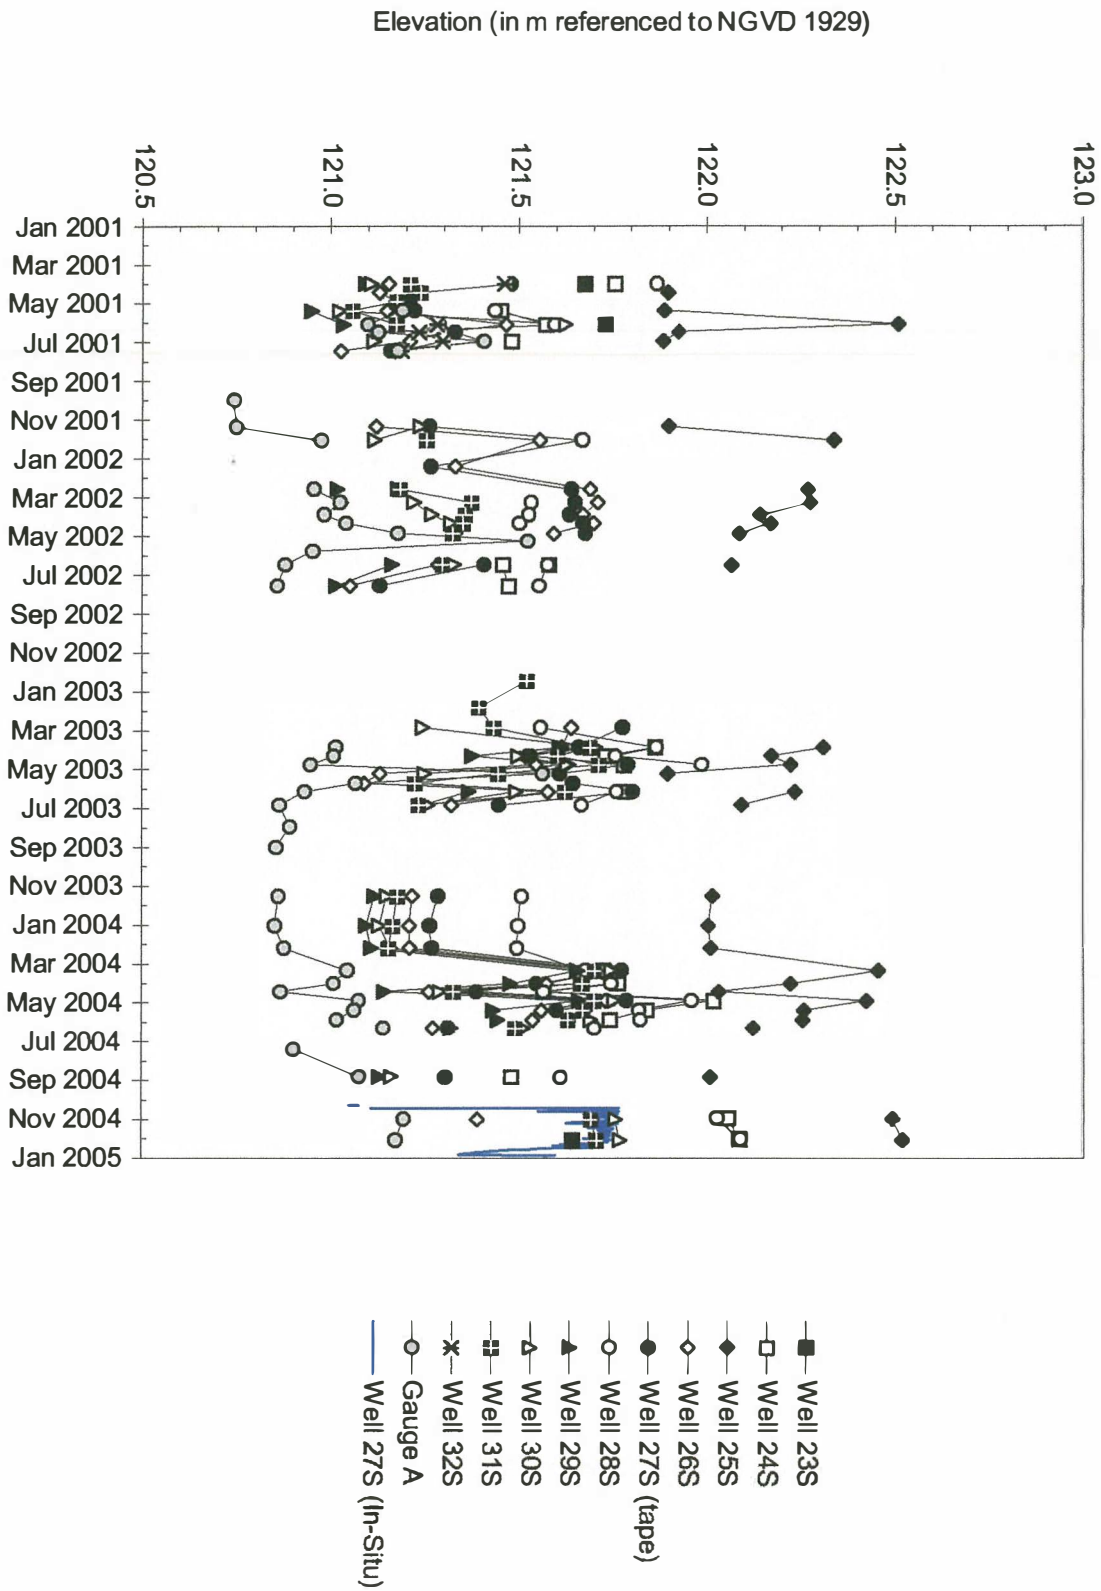 Elevation (in m referenced to NGVD 1929)
120.5
121.0
121.5
122.0
122.5
123.0
Jan 2001
Mar 2001
May 2001
Jul 2001
Sep 2001
Nov 2001
Jan 2002
Mar 2002
May 2002
Jul 2002
Sep 2002
Nov 2002
Jan 2003
Mar 2003
May 2003
Jul 2003
Sep 2003
Nov 2003
Jan 2004
Mar 2004
May 2004
Jul 2004
Sep 2004
Nov 2004
Jan 2005
Well 23S
Well 24S
Well 25S
Well 26S
Well 27S (tape)
Well 28S
Well 29S
Well 30S
Well 31S
Well 32S
Gauge A
Well 27S (In-Situ)